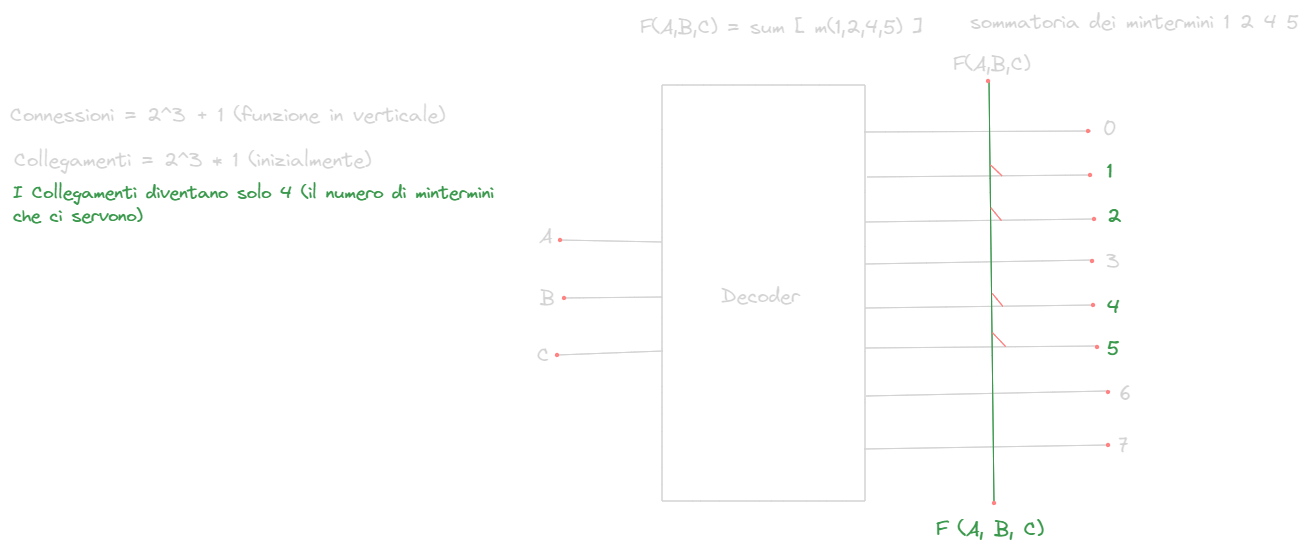 F(A,B,C) = sum [ m(1,2,4,5) ]
sommatoria dei mintermini 1 2 4 5
F(A,B,C)
Connessioni = 2^3 + 1 (funzione in verticale)
Collegamenti = 2^3 * 1 (inizialmente)
I Collegamenti diventano solo 4 (il numero di mintermini
che ci servono)
A
B
C
Decoder
0
1
2
3
4
5
6
7
F (A, B, C)